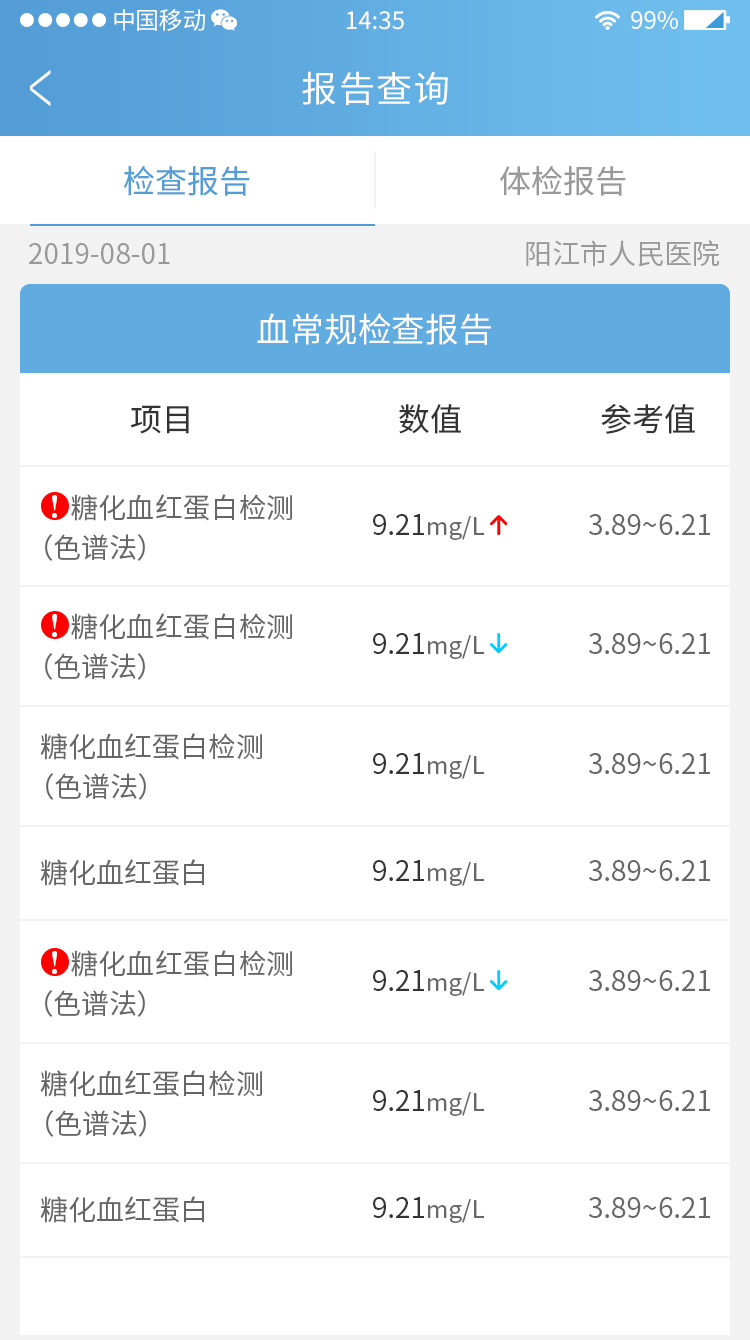 中国移动 14:35 99%
报告查询
检查报告 体检报告
2019-08-01 阳江市人民医院
血常规检查报告
项目 数值 参考值
糖化血红蛋白检测
(色谱法) 9.21mg/L↑ 3.89~6.21
糖化血红蛋白检测
(色谱法) 9.21mg/L↓ 3.89~6.21
糖化血红蛋白检测
(色谱法) 9.21mg/L 3.89~6.21
糖化血红蛋白 9.21mg/L 3.89~6.21
糖化血红蛋白检测
(色谱法) 9.21mg/L↓ 3.89~6.21
糖化血红蛋白检测
(色谱法) 9.21mg/L 3.89~6.21
糖化血红蛋白 9.21mg/L 3.89~6.21